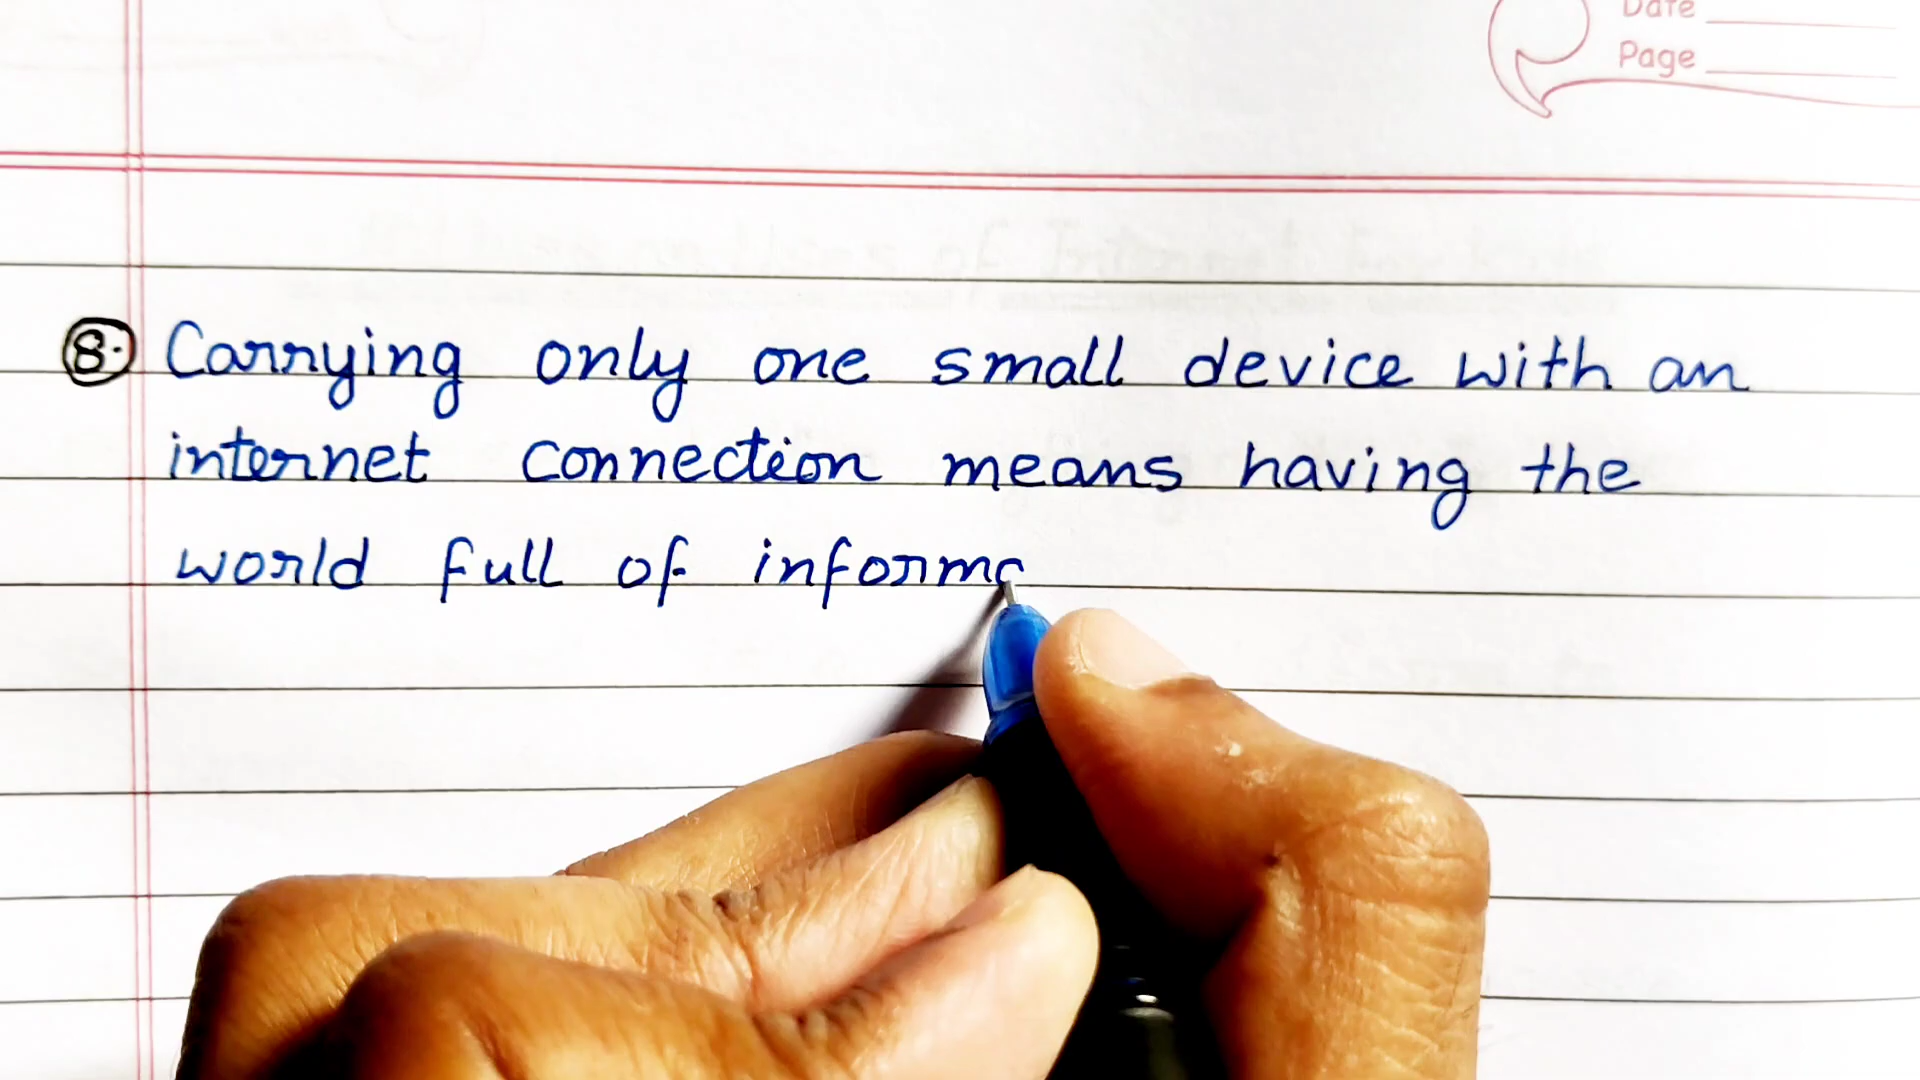 Date
Page
8. Carrying only one small device with an
internet connection means having the
world full of informa